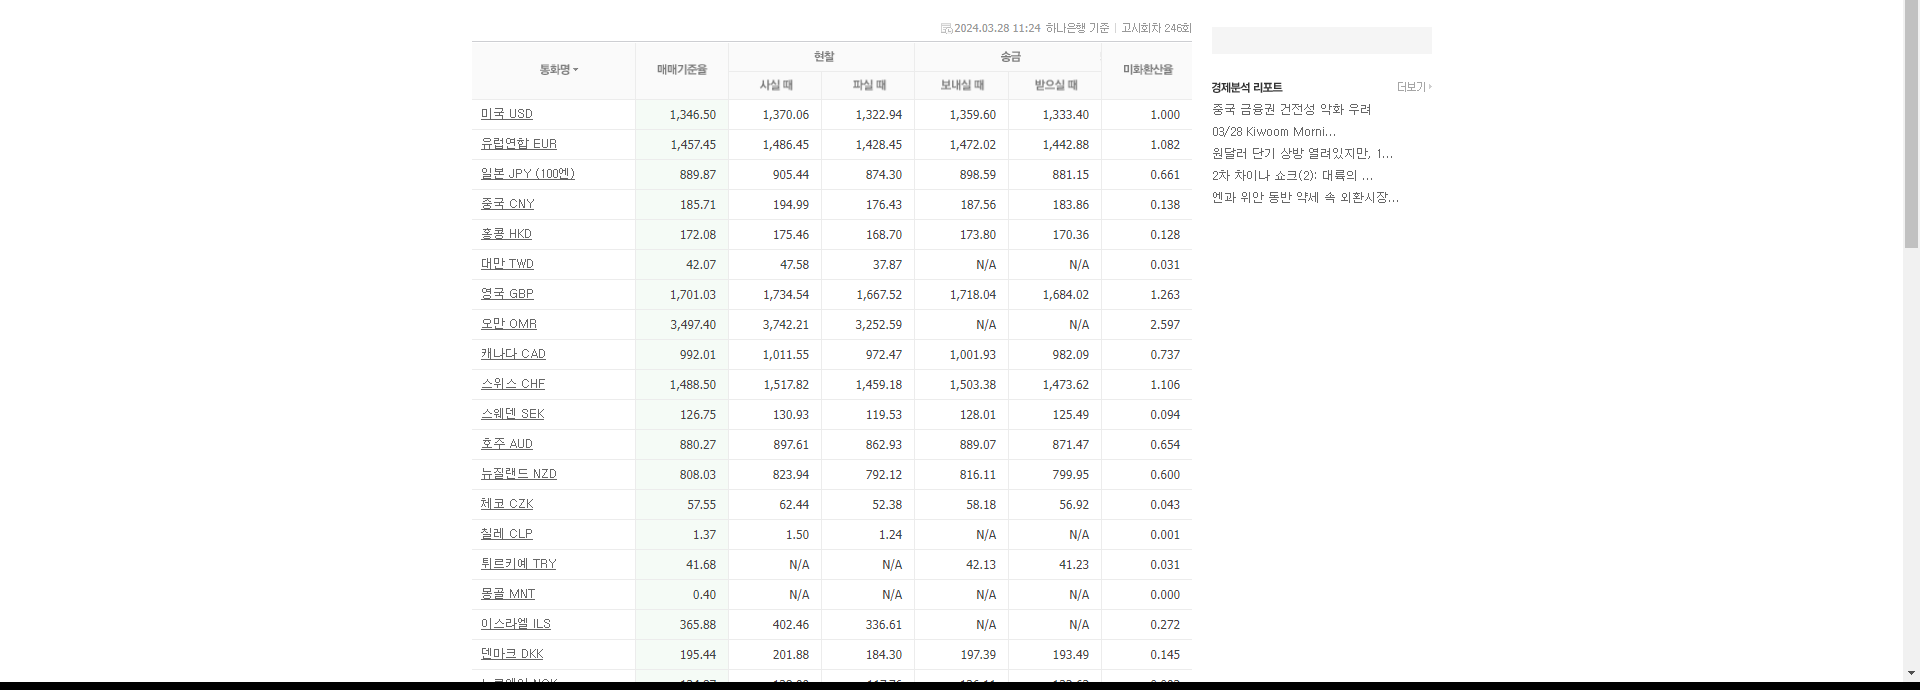 2024.03.28 11:24 하나은행 기준 고시회차 246회
통화명 매매기준율 현찰 송금 미화환산율
사실 때 파실 때 보내실 때 받으실 때
미국 USD 1,346.50 1,370.06 1,322.94 1,359.60 1,333.40 1.000
유럽연합 EUR 1,457.45 1,486.45 1,428.45 1,472.02 1,442.88 1.082
일본 JPY (100엔) 889.87 905.44 874.30 898.59 881.15 0.661
중국 CNY 185.71 194.99 176.43 187.56 183.86 0.138
홍콩 HKD 172.08 175.46 168.70 173.80 170.36 0.128
대만 TWD 42.07 47.58 37.87 N/A N/A 0.031
영국 GBP 1,701.03 1,734.54 1,667.52 1,718.04 1,684.02 1.263
오만 OMR 3,497.40 3,742.21 3,252.59 N/A N/A 2.597
캐나다 CAD 992.01 1,011.55 972.47 1,001.93 982.09 0.737
스위스 CHF 1,488.50 1,517.82 1,459.18 1,503.38 1,473.62 1.106
스웨덴 SEK 126.75 130.93 119.53 128.01 125.49 0.094
호주 AUD 880.27 897.61 862.93 889.07 871.47 0.654
뉴질랜드 NZD 808.03 823.94 792.12 816.11 799.95 0.600
체코 CZK 57.55 62.44 52.38 58.18 56.92 0.043
칠레 CLP 1.37 1.50 1.24 N/A N/A 0.001
튀르키예 TRY 41.68 N/A N/A 42.13 41.23 0.031
몽골 MNT 0.40 N/A N/A N/A N/A 0.000
이스라엘 ILS 365.88 402.46 336.61 N/A N/A 0.272
덴마크 DKK 195.44 201.88 184.30 197.39 193.49 0.145
경제분석 리포트 더보기
중국 금융권 건전성 악화 우려
03/28 Kiwoom Morni...
원달러 단기 상방 열려있지만, 1...
2차 차이나 쇼크(2): 대륙의 ...
엔과 위안 동반 약세 속 외환시장...